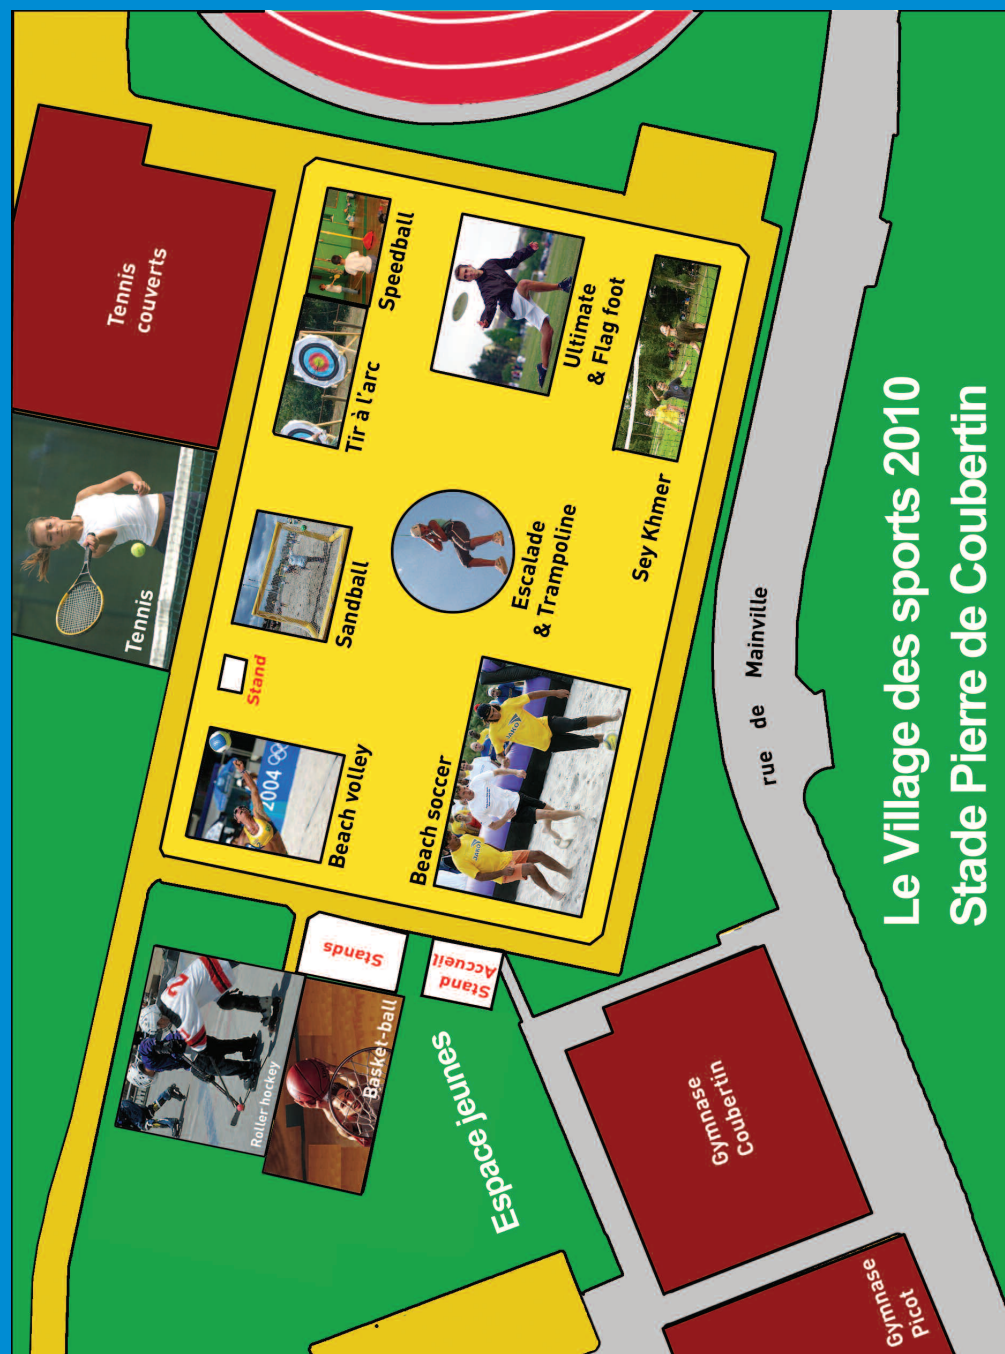 Le Village des sports 2010
Stade Pierre de Coubertin
Tennis
couverts
Tennis
Speedball
Tir à l'arc
Sandball
Stand
Beach volley
2004
Ultimate
& Flag foot
Escalade
& Trampoline
Beach soccer
Sey Khmer
rue de Mainville
Stands
Stand
Accueil
2
Roller hockey
Basket-ball
Espace jeunes
Gymnase
Coubertin
Gymnase
Picot